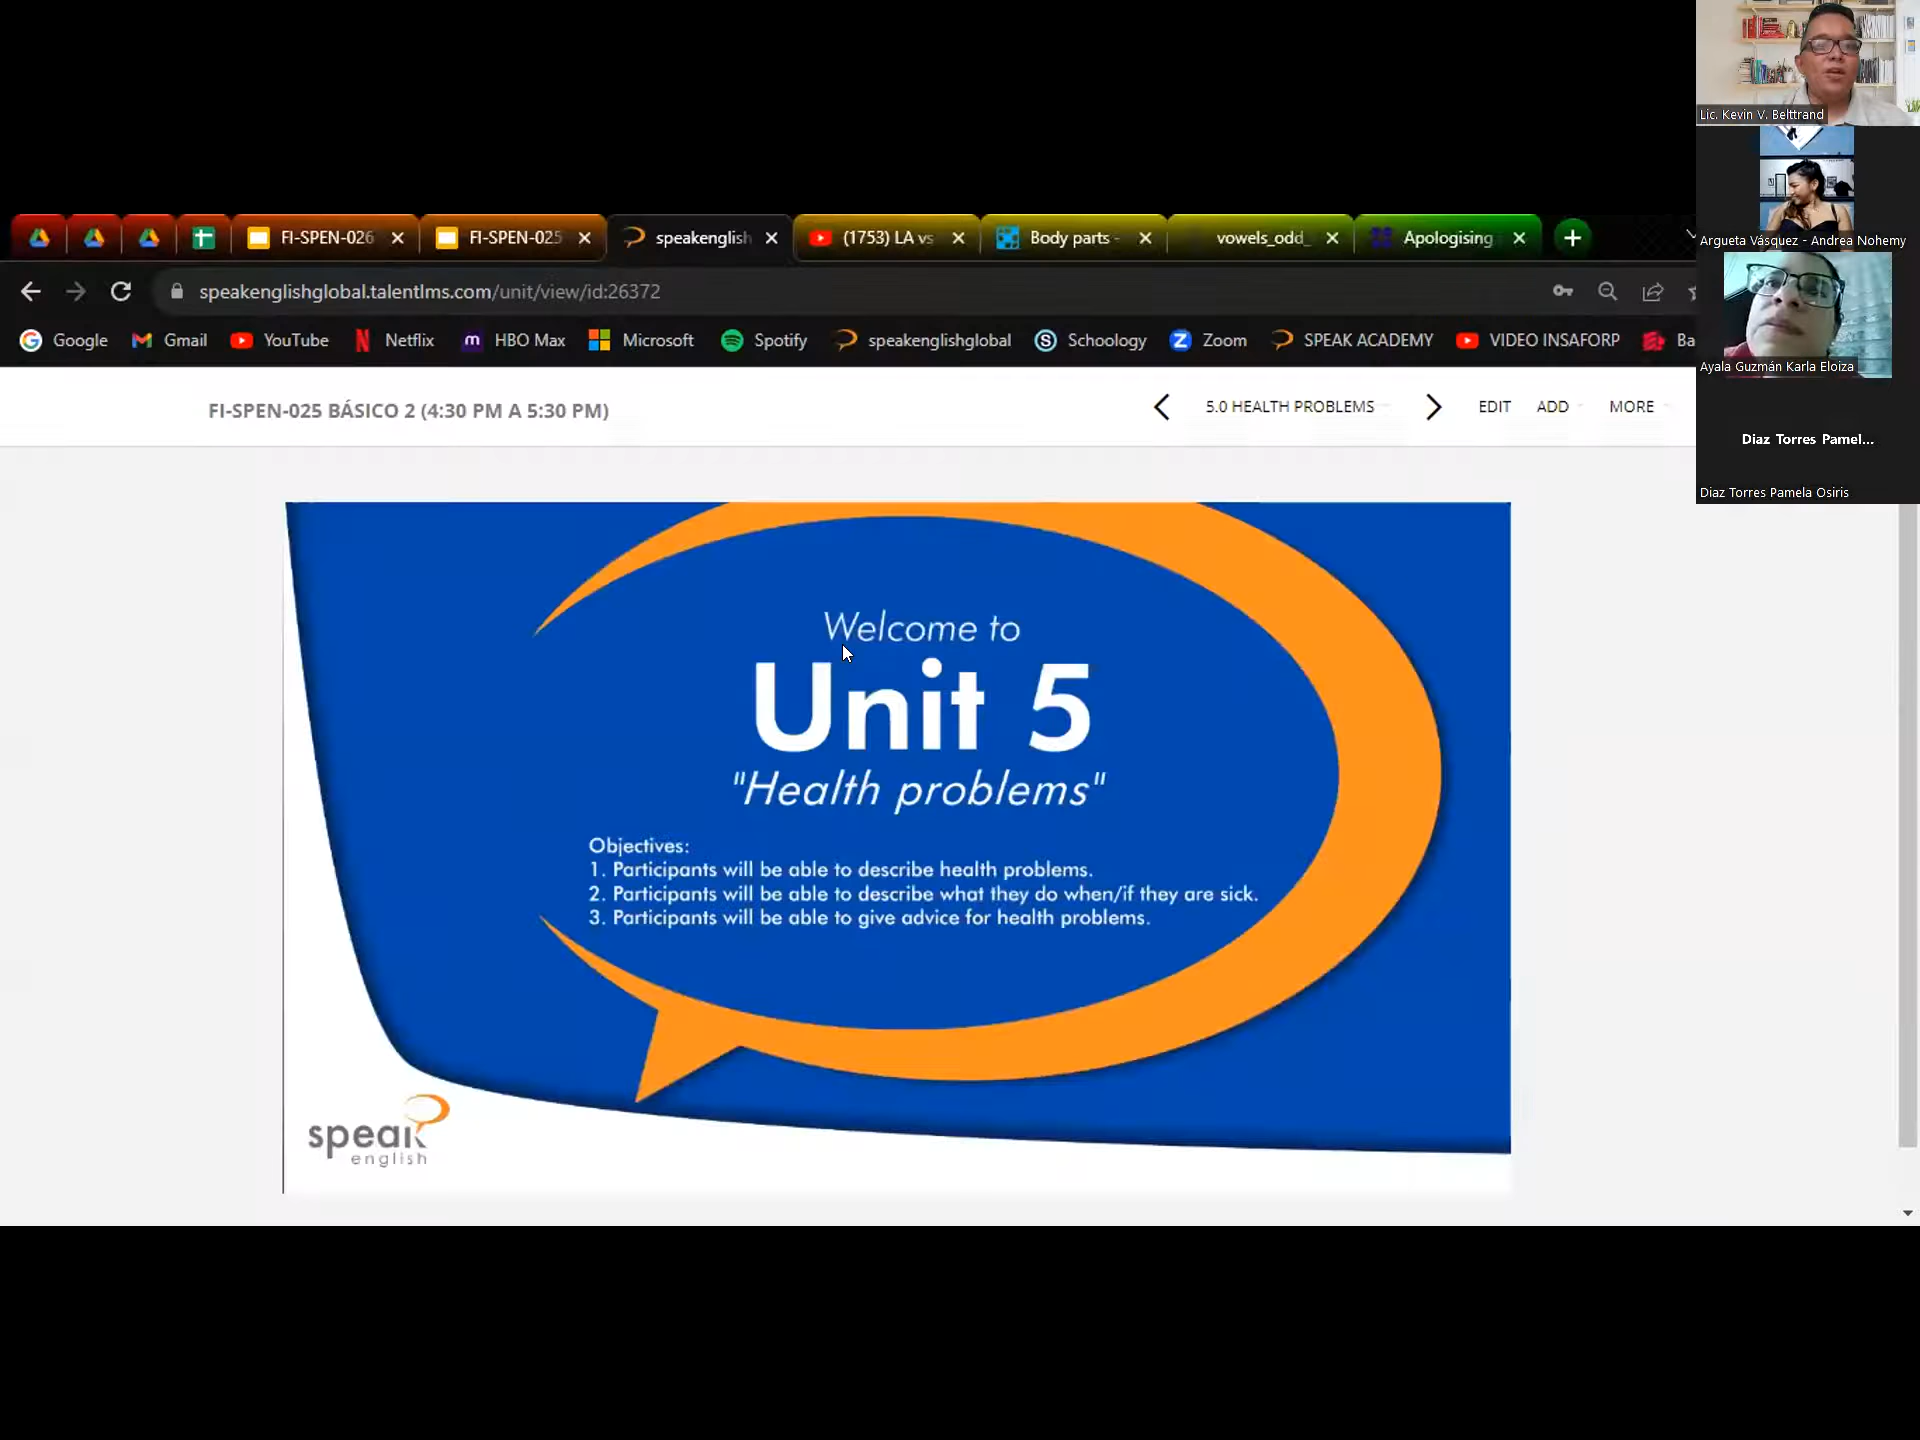 FI-SPEN-026
FI-SPEN-025
speakenglish
(1753) LA vs
Body parts -
vowels_odd_
Apologising
speakenglishglobal.talentlms.com/unit/view/id:26372
Google
Gmail
YouTube
Netflix
HBO Max
Microsoft
Spotify
speakenglishglobal
Schoology
Zoom
SPEAK ACADEMY
VIDEO INSAFORP
Ba
FI-SPEN-025 BÁSICO 2 (4:30 PM A 5:30 PM)
5.0 HEALTH PROBLEMS
EDIT
ADD
MORE
Lic. Kevin V. Belttrand
Argueta Vásquez - Andrea Nohemy
Ayala Guzmán Karla Eloiza
Diaz Torres Pamel...
Diaz Torres Pamela Osiris
Welcome to
Unit 5
"Health problems"
Objectives:
1. Participants will be able to describe health problems.
2. Participants will be able to describe what they do when/if they are sick.
3. Participants will be able to give advice for health problems.
speak
english